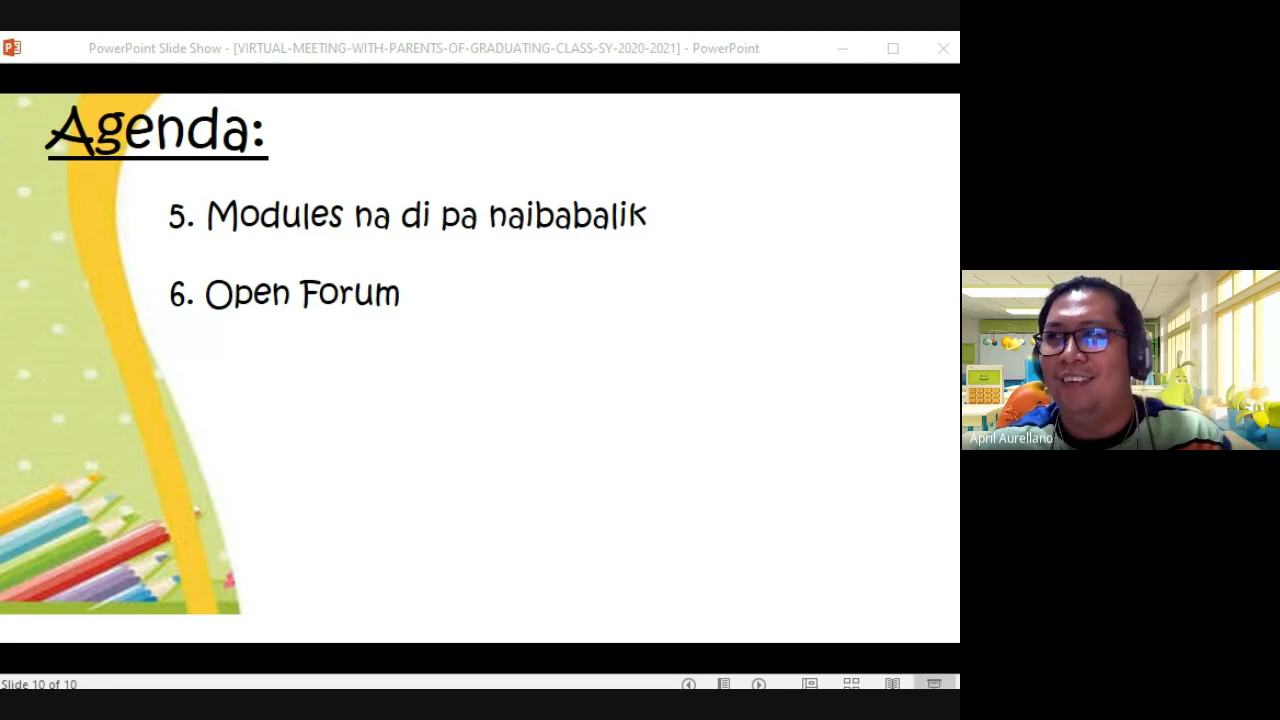 PowerPoint Slide Show - [VIRTUAL-MEETING-WITH-PARENTS-OF-GRADUATING-CLASS-SY-2020-2021] - PowerPoint
Agenda:
5. Modules na di pa naibabalik
6. Open Forum
April Aurellano
Slide 10 of 10